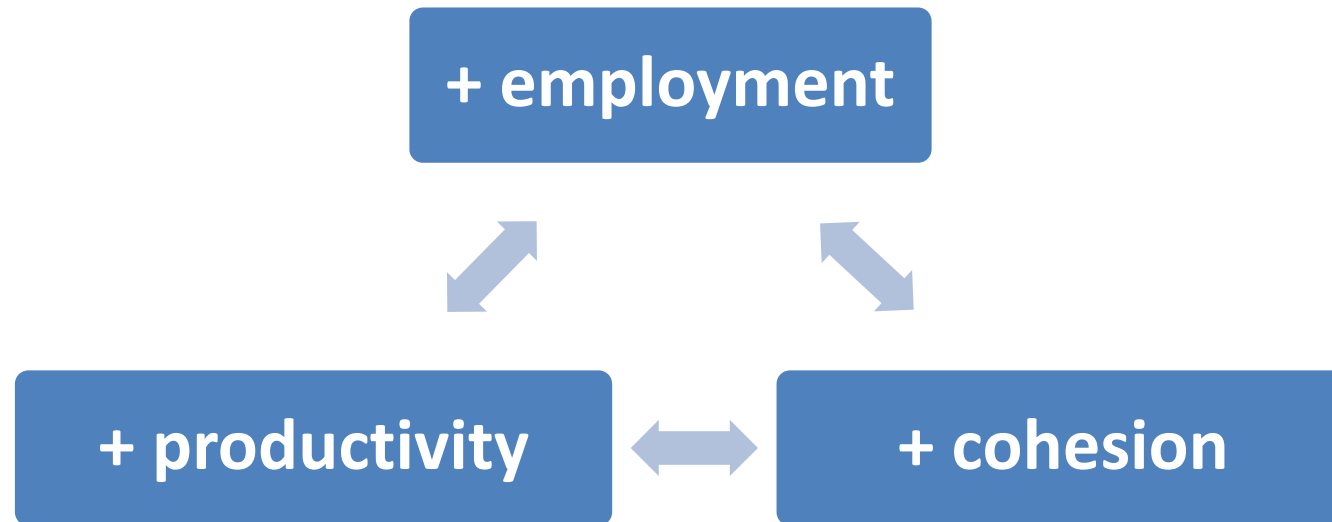 + employment
+ productivity
+ cohesion